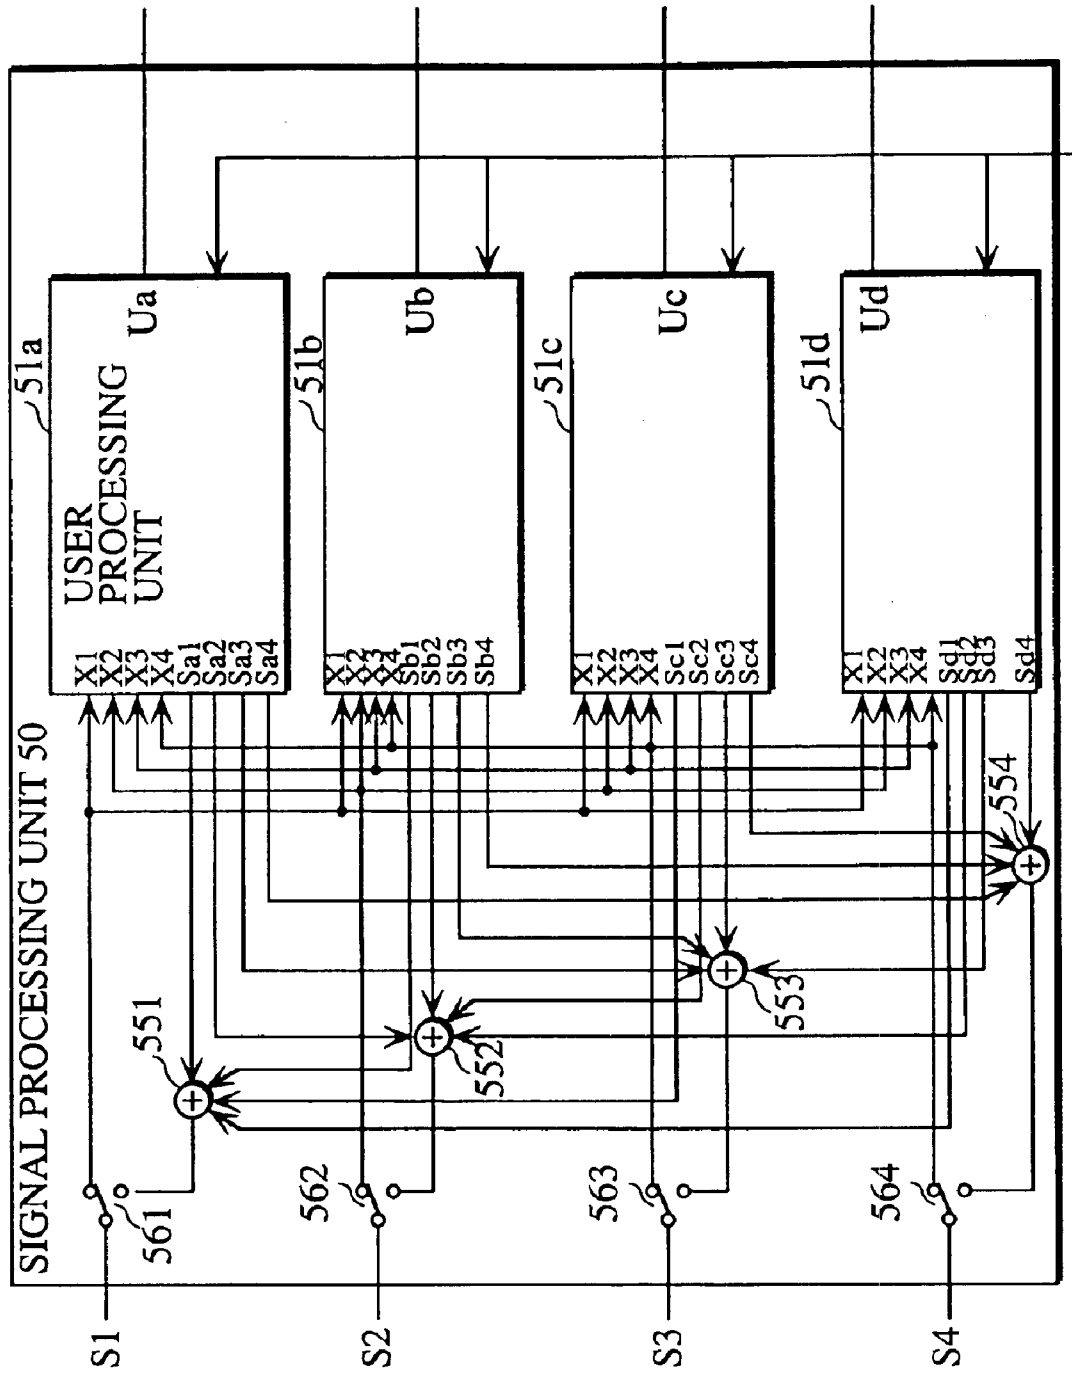 SIGNAL PROCESSING UNIT 50
51a
USER
PROCESSING
UNIT
Ua
X1
X2
X3
X4
Sa1
Sa2
Sa3
Sa4
51b
Ub
X1
X2
X3
X4
Sb1
Sb2
Sb3
Sb4
51c
Uc
X1
X2
X3
X4
Sc1
Sc2
Sc3
Sc4
51d
Ud
X1
X2
X3
X4
Sd1
Sd2
Sd3
Sd4
551
552
553
554
561
562
563
564
S1
S2
S3
S4